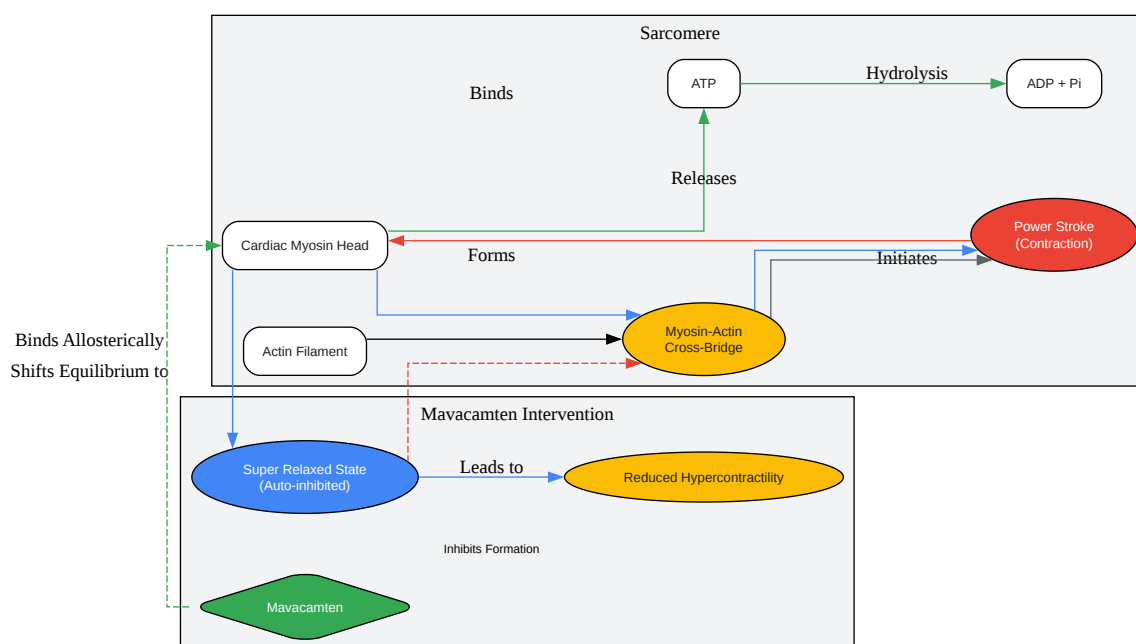 Sarcomere
ATP
Hydrolysis
ADP + Pi
Binds
Releases
Cardiac Myosin Head
Forms
Power Stroke
(Contraction)
Initiates
Actin Filament
Myosin-Actin
Cross-Bridge
Binds Allosterically
Shifts Equilibrium to
Mavacamten Intervention
Super Relaxed State
(Auto-inhibited)
Leads to
Reduced Hypercontractility
Inhibits Formation
Mavacamten